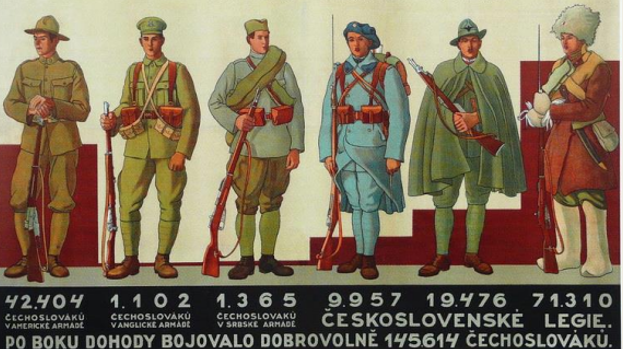 42.404 1.102 1.365 9.957 19.476 71.310
ČECHOSLOVÁKŮ ČECHOSLOVÁKŮ ČECHOSLOVÁKŮ ČESKOSLOVENSKÉ LEGIE.
V AMERICKÉ ARMÁDĚ V ANGLICKÉ ARMÁDĚ V SRBSKÉ ARMÁDĚ
PO BOKU DOHODY BOJOVALO DOBROVOLNĚ 145614 ČECHOSLOVÁKŮ.